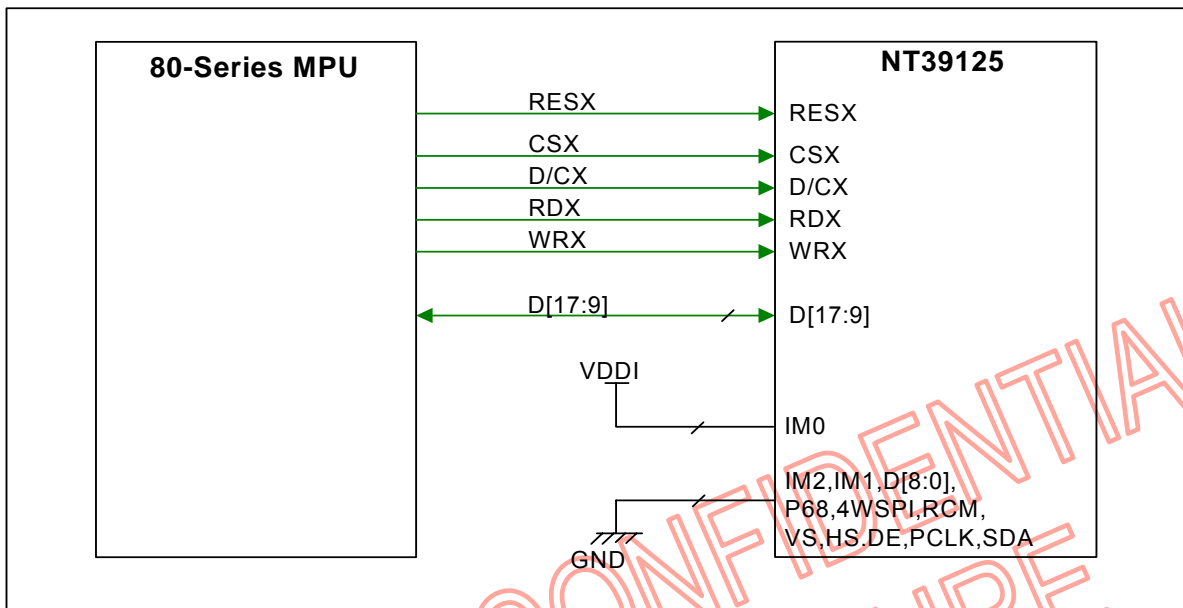 80-Series MPU
NT39125
RESX
RESX
CSX
CSX
D/CX
D/CX
RDX
RDX
WRX
WRX
D[17:9]
D[17:9]
VDDI
IM0
IM2,IM1,D[8:0],
P68,4WSPI,RCM,
VS,HS.DE,PCLK,SDA
GND
CONFIDENTIAL